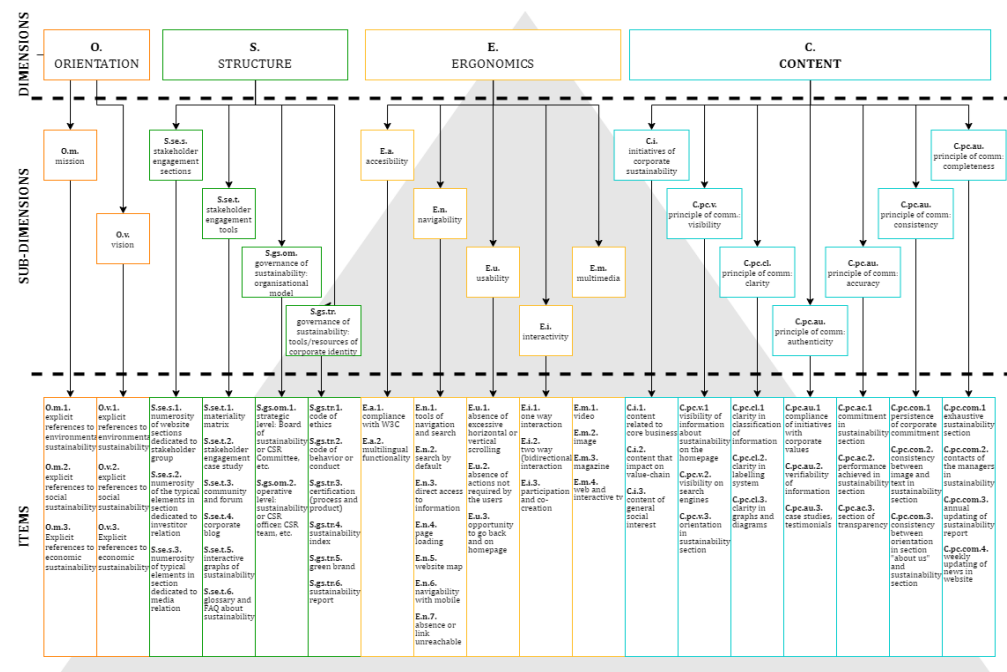 DIMENSIONS
O.
ORIENTATION
S.
STRUCTURE
E.
ERGONOMICS
C.
CONTENT
SUB-DIMENSIONS
O.m.
mission
O.v.
vision
S.se.s.
stakeholder
engagement
sections
S.se.t.
stakeholder
engagement
tools
S.gs.om.
governance of
sustainability:
organisational
model
S.gs.tr.
governance of
sustainability:
tools/resources of
corporate identity
E.a.
accesibility
E.n.
navigability
E.u.
usability
E.i.
interactivity
E.m.
multimedia
C.i.
initiatives of
corporate
sustainability
C.pc.v.
principle of comm.:
visibility
C.pc.cl.
principle of comm:
clarity
C.pc.au.
principle of comm:
authenticity
C.pc.au.
principle of comm:
accuracy
C.pc.au.
principle of comm:
consistency
C.pc.au.
principle of comm:
completeness
ITEMS
O.m.1.
explicit
references to
environmenta
sustainability
O.m.2.
explicit
references to
social
sustainability
O.m.3.
Explicit
references to
economic
sustainability
O.v.1.
explicit
references to
environmenta
sustainability
O.v.2.
explicit
references to
social
sustainability
O.v.3.
Explicit
references to
economic
sustainability
S.se.s.1.
numerosity
of website
sections
dedicated to
stakeholder
group
S.se.s.2.
numerosity
of the typical
elements in
section
dedicated to
investitor
relation
S.se.s.3.
numerosity
of typical
elements in
section
dedicated to
media
relation
S.se.t.1.
materiality
matrix
S.se.t.2.
stakeholder
engagement
case study
S.se.t.3.
community
and forum
S.se.t.4.
corporate
blog
S.se.t.5.
interactive
graphs of
sustainability
S.se.t.6.
glossary and
FAQ about
sustainability
S.gs.om.1.
strategic
level: Board
of
sustainability
or CSR
Committee,
etc.
S.gs.om.2.
operative
level:
sustainability
or CSR
officer, CSR
team, etc.
S.gs.tr.1.
code of
ethics
S.gs.tr.2.
code of
behavior or
conduct
S.gs.tr.3.
certification
(process and
product)
S.gs.tr.4.
sustainability
index
S.gs.tr.5.
green brand
S.gs.tr.6.
sustainability
report
E.a.1.
compliance
with W3C
E.a.2.
multilingual
functionality
E.n.1.
tools of
navigation
and search
E.n.2.
search by
default
E.n.3.
direct access
to
information
E.n.4.
page
loading
E.n.5.
website map
E.n.6.
navigability
with mobile
E.n.7.
absence or
link
unreachable
E.u.1.
absence of
excessive
horizontal or
vertical
scrolling
E.u.2.
absence of
actions not
required by
the users
E.u.3.
opportunity
to go back
and on
homepage
E.i.1.
one way
interaction
E.i.2.
two way
(bidirectional
interaction
E.i.3.
participation
and co-
creation
E.m.1.
video
E.m.2.
image
E.m.3.
magazine
E.m.4.
web and
interactive tv
C.i.1.
content
related to
core business
C.i.2.
content that
impact on
value-chain
C.i.3.
content of
general
social
interest
C.pc.v.1
visibility of
information
about
sustainability
on the
homepage
C.pc.v.2.
visibility on
search
engines
C.pc.v.3.
orientation
in
sustainability
section
C.pc.cl.1
clarity in
classification
of
information
C.pc.cl.2.
clarity in
labelling
system
C.pc.cl.3.
clarity in
graphs and
diagrams
C.pc.au.1
compliance
of initiatives
with
corporate
values
C.pc.au.2.
verifiability
of
information
C.pc.au.3.
case studies,
testimonials
C.pc.ac.1
commitment
in
sustainability
section
C.pc.ac.2.
performance
achieved in
sustainability
section
C.pc.ac.3.
section of
transparency
C.pc.con.1
persistence
of corporate
commitment
C.pc.con.2.
consistency
between
image and
text in
sustainability
section
C.pc.con.3.
consistency
between
orientation
in section
"about us"
and
sustainability
section
C.pc.com.1
exhaustive
sustainability
section
C.pc.com.2.
contacts of
the managers
in
sustainability
C.pc.com.3.
annual
updating of
sustainability
report
C.pc.com.4.
weekly
updating of
news in
website